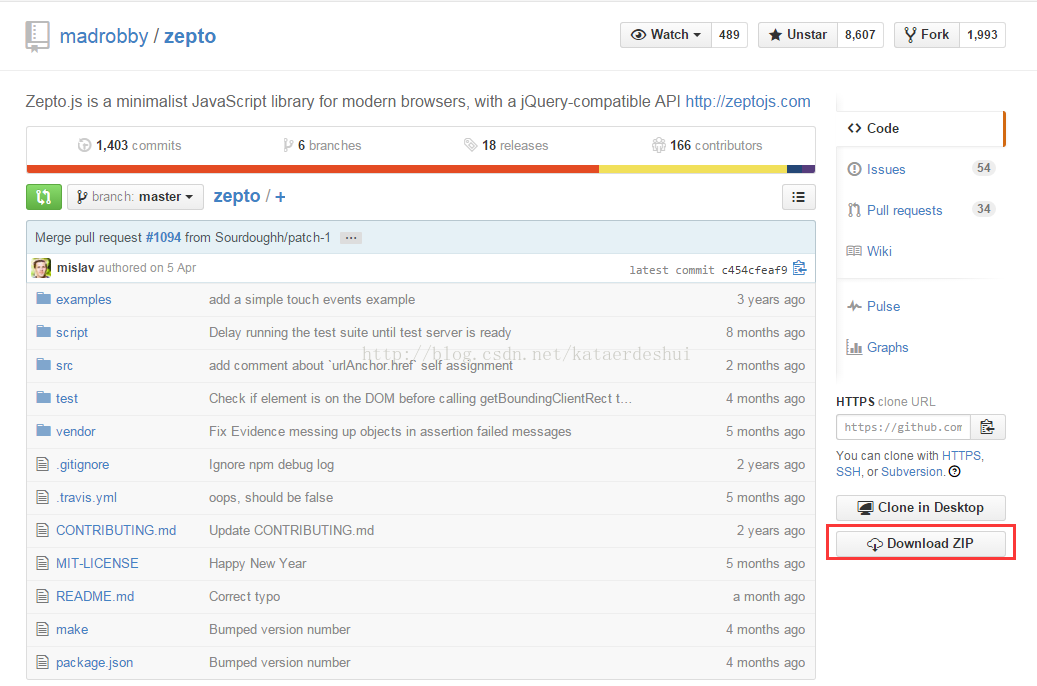 madrobby / zepto
Watch 489 Unstar 8,607 Fork 1,993
Zepto.js is a minimalist JavaScript library for modern browsers, with a jQuery-compatible API http://zeptojs.com
1,403 commits 6 branches 18 releases 166 contributors
branch: master zepto / +
Merge pull request #1094 from Sourdoughh/patch-1 ...
mislav authored on 5 Apr latest commit c454cfeaf9
examples add a simple touch events example 3 years ago
script Delay running the test suite until test server is ready 8 months ago
http://blog.csdn.net/kataerdeshui
src add comment about `urlAnchor.href` self assignment 2 months ago
test Check if element is on the DOM before calling getBoundingClientRect t... 4 months ago
vendor Fix Evidence messing up objects in assertion failed messages 5 months ago
.gitignore Ignore npm debug log 2 years ago
.travis.yml oops, should be false 5 months ago
CONTRIBUTING.md Update CONTRIBUTING.md 2 years ago
MIT-LICENSE Happy New Year 5 months ago
README.md Correct typo a month ago
make Bumped version number 4 months ago
package.json Bumped version number 4 months ago
Code
Issues 54
Pull requests 34
Wiki
Pulse
Graphs
HTTPS clone URL
https://github.com
You can clone with HTTPS,
SSH, or Subversion.
Clone in Desktop
Download ZIP